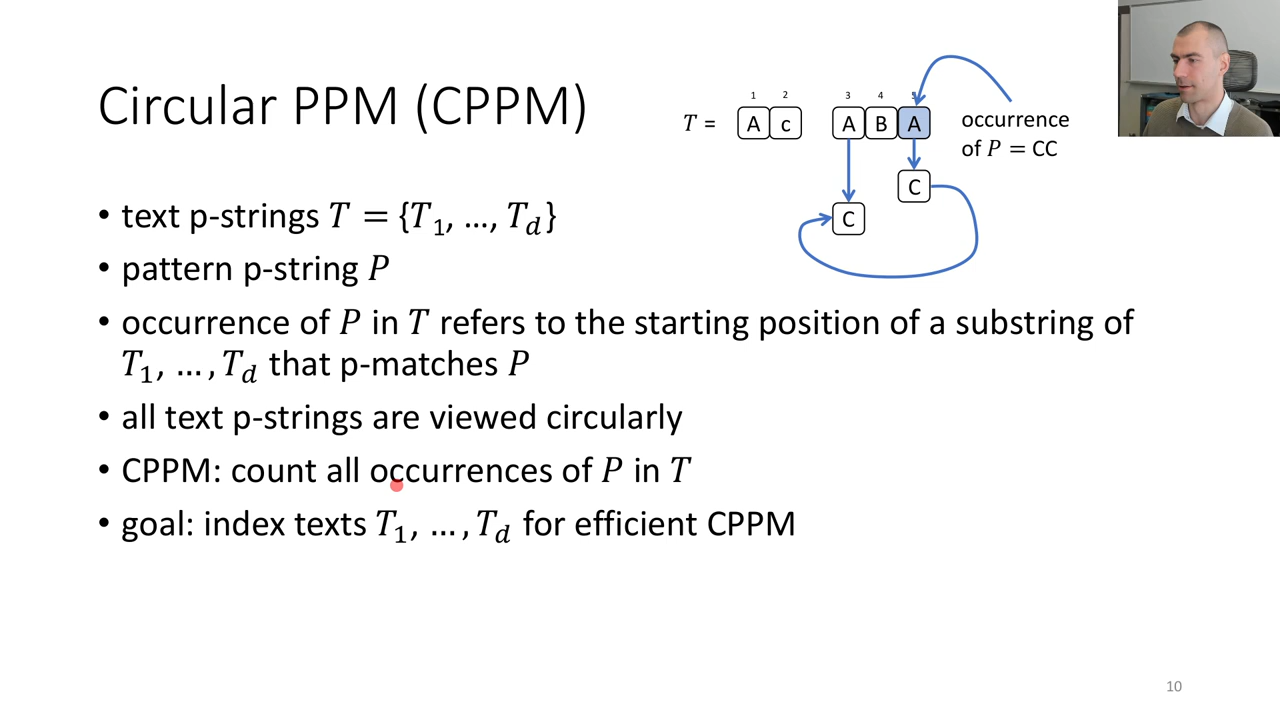 Circular PPM (CPPM)
1 2 3 4 5
T = A c A B A
occurrence
of P = CC
C
C
• text p-strings T = {T1, …, Td}
• pattern p-string P
• occurrence of P in T refers to the starting position of a substring of
T1, … , Td that p-matches P
• all text p-strings are viewed circularly
• CPPM: count all occurrences of P in T
• goal: index texts T1, … , Td for efficient CPPM
10